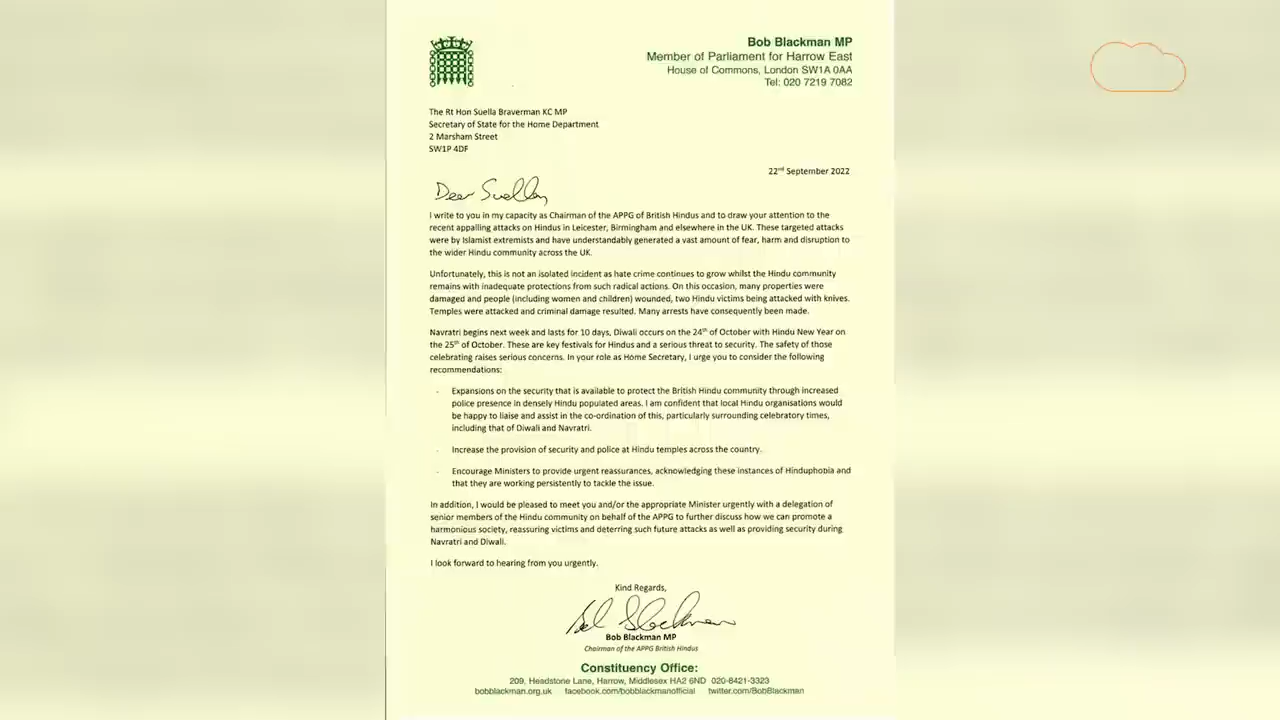 Bob Blackman MP
Member of Parliament for Harrow East
House of Commons, London SW1A 0AA
Tel: 020 7219 7082
The Rt Hon Suella Braverman KC MP
Secretary of State for the Home Department
2 Marsham Street
SW1P 4DF
22nd September 2022
Dear Suella,
I write to you in my capacity as Chairman of the APPG of British Hindus and to draw your attention to the
recent appalling attacks on Hindus in Leicester, Birmingham and elsewhere in the UK. These targeted attacks
were by Islamist extremists and have understandably generated a vast amount of fear, harm and disruption to
the wider Hindu community across the UK.
Unfortunately, this is not an isolated incident as hate crime continues to grow whilst the Hindu community
remains with inadequate protections from such radical actions. On this occasion, many properties were
damaged and people (including women and children) wounded, two Hindu victims being attacked with knives.
Temples were attacked and criminal damage resulted. Many arrests have consequently been made.
Navratri begins next week and lasts for 10 days, Diwali occurs on the 24th of October with Hindu New Year on
the 25th of October. These are key festivals for Hindus and a serious threat to security. The safety of those
celebrating raises serious concerns. In your role as Home Secretary, I urge you to consider the following
recommendations:
- Expansions on the security that is available to protect the British Hindu community through increased
police presence in densely Hindu populated areas. I am confident that local Hindu organisations would
be happy to liaise and assist in the co-ordination of this, particularly surrounding celebratory times,
including that of Diwali and Navratri.
- Increase the provision of security and police at Hindu temples across the country.
- Encourage Ministers to provide urgent reassurances, acknowledging these instances of Hinduphobia and
that they are working persistently to tackle the issue.
In addition, I would be pleased to meet you and/or the appropriate Minister urgently with a delegation of
senior members of the Hindu community on behalf of the APPG to further discuss how we can promote a
harmonious society, reassuring victims and deterring such future attacks as well as providing security during
Navratri and Diwali.
I look forward to hearing from you urgently.
Kind Regards,
Bob Blackman
Bob Blackman MP
Chairman of the APPG British Hindus
Constituency Office:
209, Headstone Lane, Harrow, Middlesex HA2 6ND 020-8421-3323
bobblackman.org.uk facebook.com/bobblackmanofficial twitter.com/BobBlackman